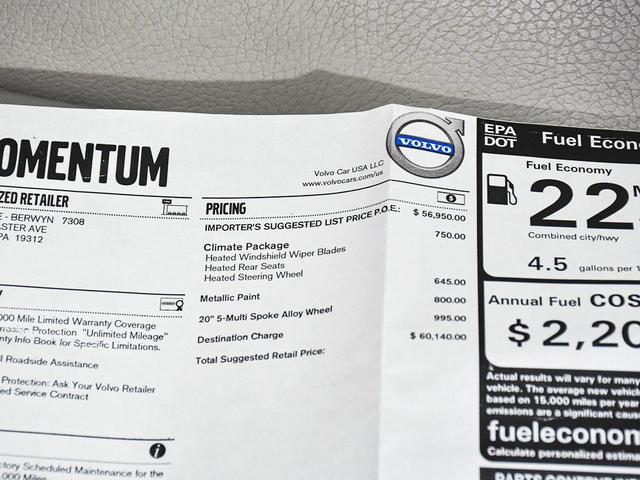 OMENTUM
ZED RETAILER
E - BERWYN 7308
ASTER AVE
PA 19312
000 Mile Limited Warranty Coverage
Protection "Unlimited Mileage"
nty Info Book for Specific Limitations.
l Roadside Assistance
Protection: Ask Your Volvo Retailer
ed Service Contract
ctory Scheduled Maintenance for the
000 Miles
VOLVO
Volvo Car USA LLC
www.volvocars.com/us
PRICING
IMPORTER'S SUGGESTED LIST PRICE P.O.E.: $ 56,950.00
Climate Package 750.00
Heated Windshield Wiper Blades
Heated Rear Seats
Heated Steering Wheel
Metallic Paint 645.00
20" 5-Multi Spoke Alloy Wheel 800.00
Destination Charge 995.00
Total Suggested Retail Price: $ 60,140.00
EPA
DOT
Fuel Econo
Fuel Economy
22
Combined city/hwy
4.5 gallons per 1
Annual Fuel COS
$ 2,20
Actual results will vary for many
vehicle. The average new vehicle
based on 15,000 miles per year
emissions are a significant caus
fueleconom
Calculate personalized estima
PARTS CONTENT